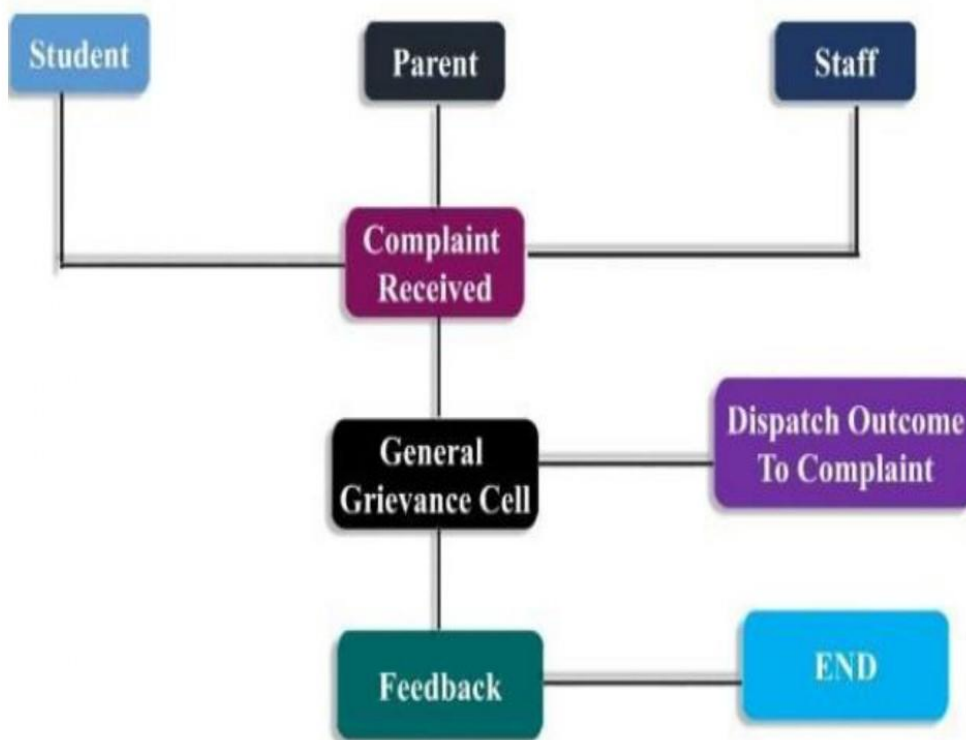 Student
Parent
Staff
Complaint
Received
General
Grievance Cell
Dispatch Outcome
To Complaint
Feedback
END